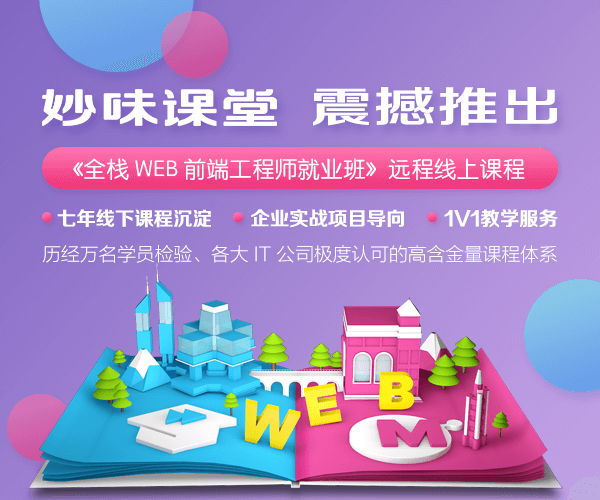 妙味课堂 震撼推出
《全栈 WEB 前端工程师就业班》远程线上课程
七年线下课程沉淀 企业实战项目导向 1V1教学服务
历经万名学员检验、各大 IT 公司极度认可的高含金量课程体系
WEB
M